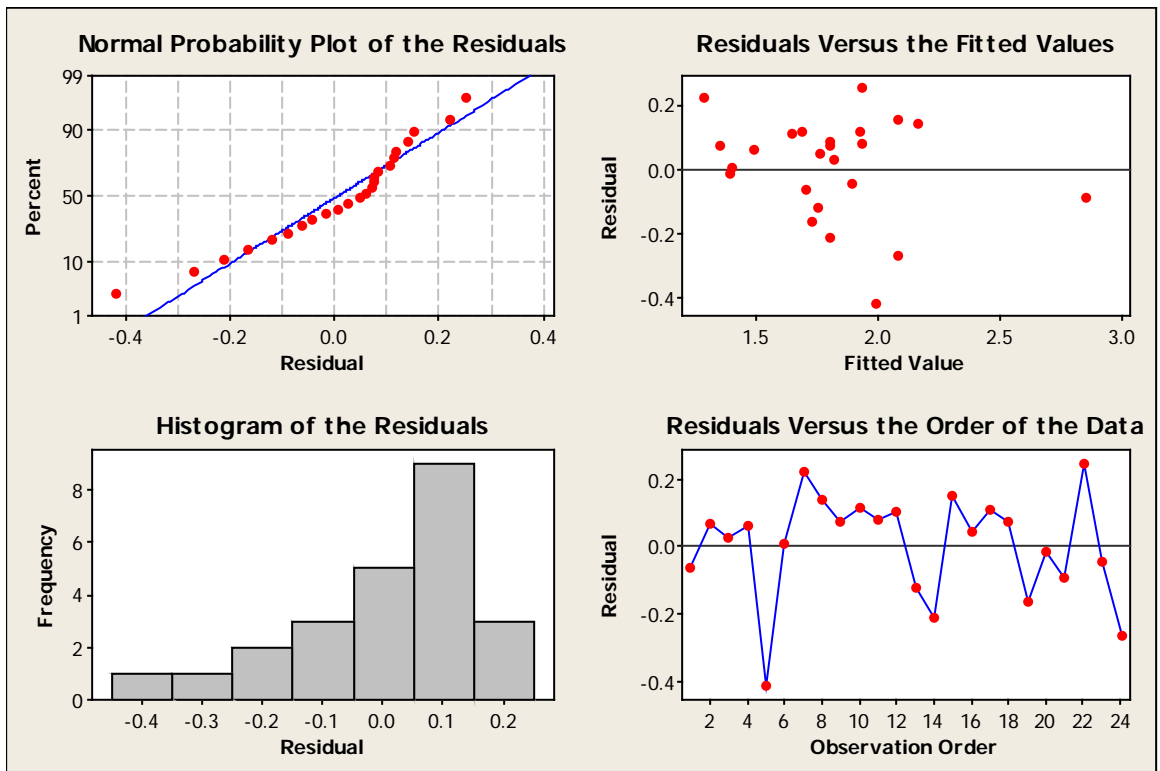 Normal Probability Plot of the Residuals
99
90
50
10
1
Percent
-0.4 -0.2 0.0 0.2 0.4
Residual
Residuals Versus the Fitted Values
0.2
0.0
-0.2
-0.4
Residual
1.5 2.0 2.5 3.0
Fitted Value
Histogram of the Residuals
8
6
4
2
0
Frequency
-0.4 -0.3 -0.2 -0.1 0.0 0.1 0.2
Residual
Residuals Versus the Order of the Data
0.2
0.0
-0.2
-0.4
Residual
2 4 6 8 10 12 14 16 18 20 22 24
Observation Order